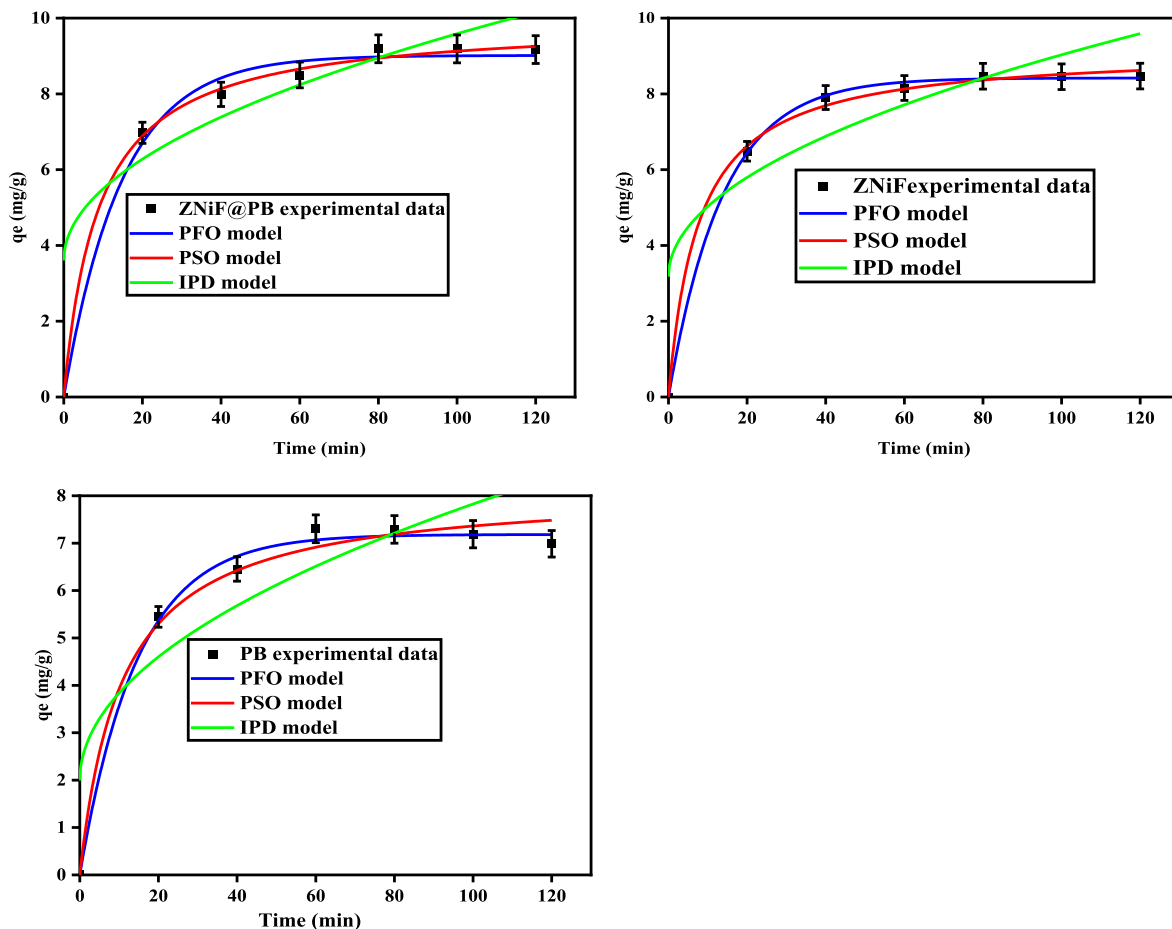 10
8
6
4
2
0
qe (mg/g)
ZNiF@PB experimental data
PFO model
PSO model
IPD model
0 20 40 60 80 100 120
Time (min)
10
8
6
4
2
0
qe (mg/g)
ZNiFexperimental data
PFO model
PSO model
IPD model
0 20 40 60 80 100 120
Time (min)
8
7
6
5
4
3
2
1
0
qe (mg/g)
PB experimental data
PFO model
PSO model
IPD model
0 20 40 60 80 100 120
Time (min)